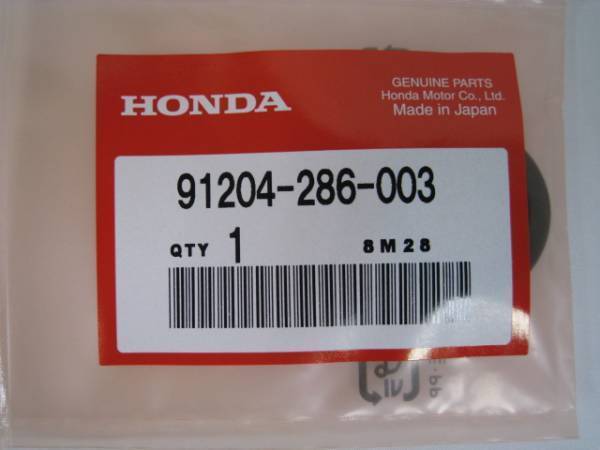 HONDA
GENUINE PARTS
Honda Motor Co., Ltd.
Made in Japan
91204-286-003
QTY 1 8M28